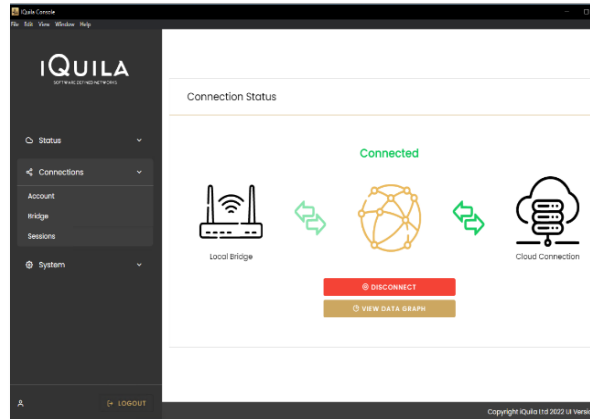 iQuila Console
File Edit View Window Help
IQUILA
SOFTWARE DEFINED NETWORKS
Connection Status
Status
Connected
Connections
Account
Bridge
Sessions
Local Bridge
Cloud Connection
System
DISCONNECT
VIEW DATA GRAPH
LOGOUT
Copyright iQuila Ltd 2022 UI Versio